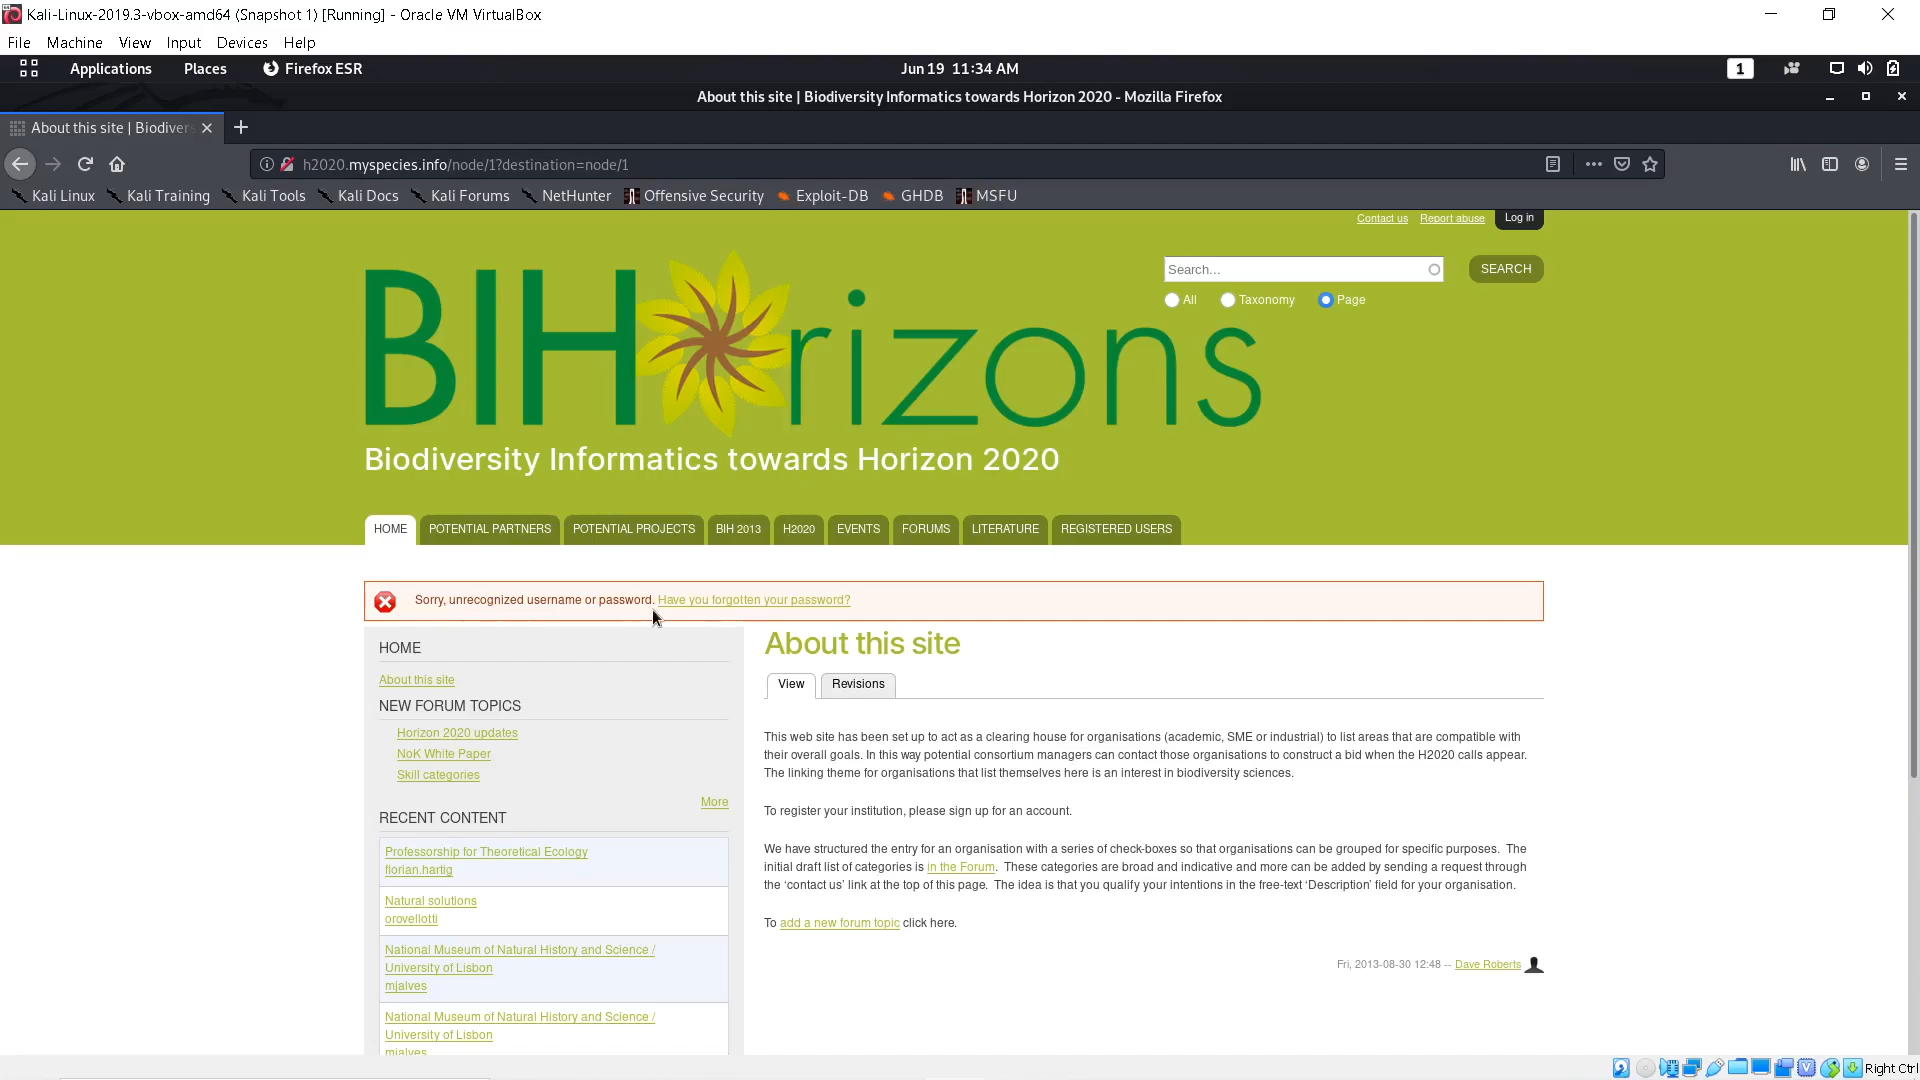 Kali-Linux-2019.3-vbox-amd64 (Snapshot 1) [Running] - Oracle VM VirtualBox
File Machine View Input Devices Help
Applications Places Firefox ESR Jun 19 11:34 AM 1
About this site | Biodiversity Informatics towards Horizon 2020 - Mozilla Firefox
About this site | Biodivers
h2020.myspecies.info/node/1?destination=node/1
Kali Linux Kali Training Kali Tools Kali Docs Kali Forums NetHunter Offensive Security Exploit-DB GHDB MSFU
Contact us Report abuse Log in
Search... SEARCH
All Taxonomy Page
BIHorizons
Biodiversity Informatics towards Horizon 2020
HOME POTENTIAL PARTNERS POTENTIAL PROJECTS BIH 2013 H2020 EVENTS FORUMS LITERATURE REGISTERED USERS
Sorry, unrecognized username or password. Have you forgotten your password?
HOME
About this site
NEW FORUM TOPICS
Horizon 2020 updates
NoK White Paper
Skill categories
More
RECENT CONTENT
Professorship for Theoretical Ecology
florian.hartig
Natural solutions
orovellotti
National Museum of Natural History and Science /
University of Lisbon
mjalves
National Museum of Natural History and Science /
University of Lisbon
mjalves
About this site
View Revisions
This web site has been set up to act as a clearing house for organisations (academic, SME or industrial) to list areas that are compatible with
their overall goals. In this way potential consortium managers can contact those organisations to construct a bid when the H2020 calls appear.
The linking theme for organisations that list themselves here is an interest in biodiversity sciences.
To register your institution, please sign up for an account.
We have structured the entry for an organisation with a series of check-boxes so that organisations can be grouped for specific purposes. The
initial draft list of categories is in the Forum. These categories are broad and indicative and more can be added by sending a request through
the ‘contact us’ link at the top of this page. The idea is that you qualify your intentions in the free-text ‘Description’ field for your organisation.
To add a new forum topic click here.
Fri, 2013-08-30 12:48 -- Dave Roberts
Right Ctrl